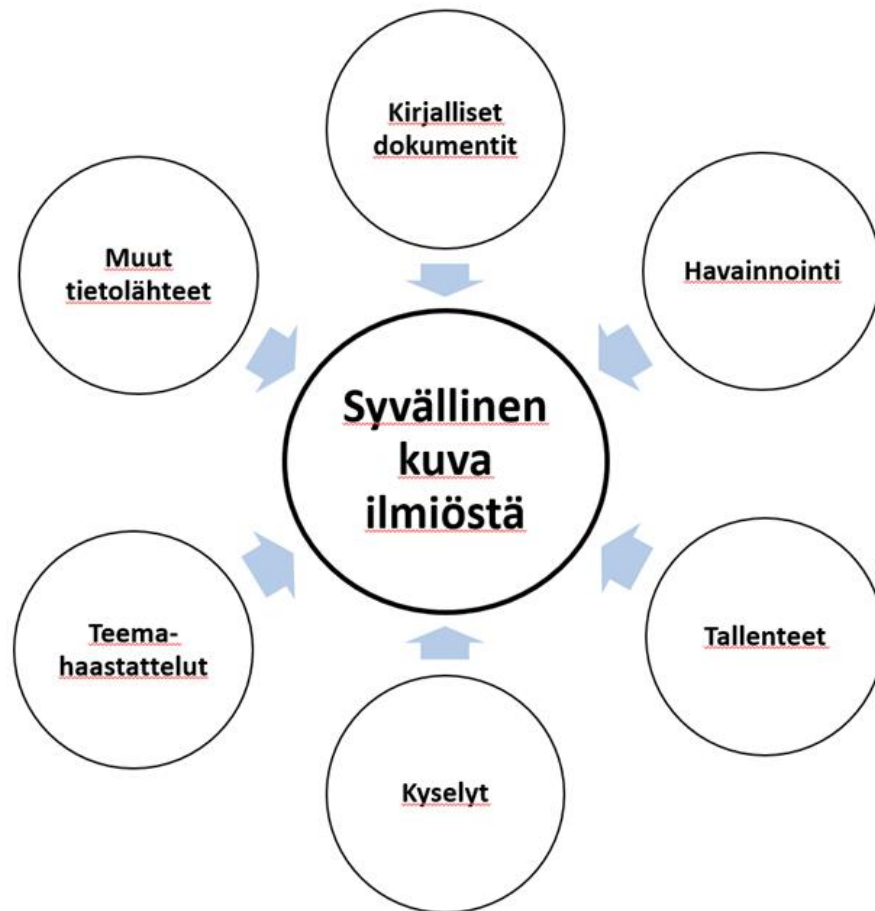 Kirjalliset
dokumentit
Muut
tietolähteet
Havainnointi
Syvällinen
kuva
ilmiöstä
Teema-
haastattelut
Tallenteet
Kyselyt